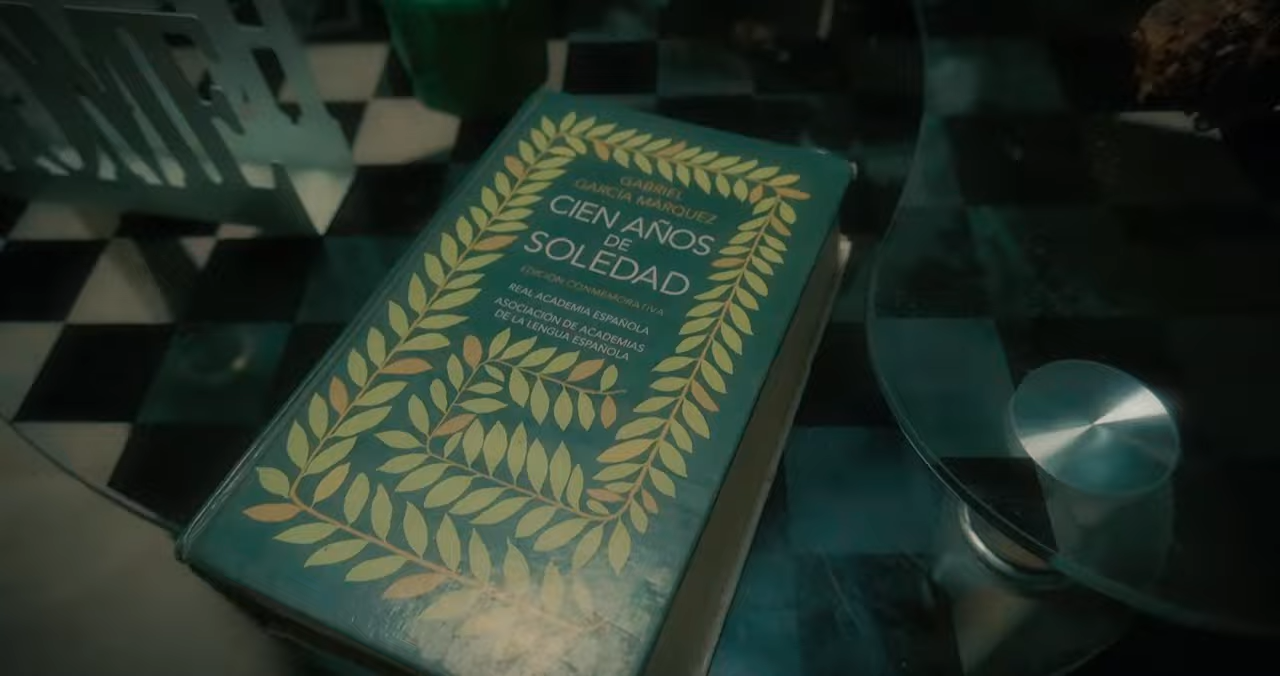 GABRIEL
GARCÍA MÁRQUEZ
CIEN AÑOS
DE
SOLEDAD
EDICIÓN CONMEMORATIVA
REAL ACADEMIA ESPAÑOLA
ASOCIACIÓN DE ACADEMIAS
DE LA LENGUA ESPAÑOLA